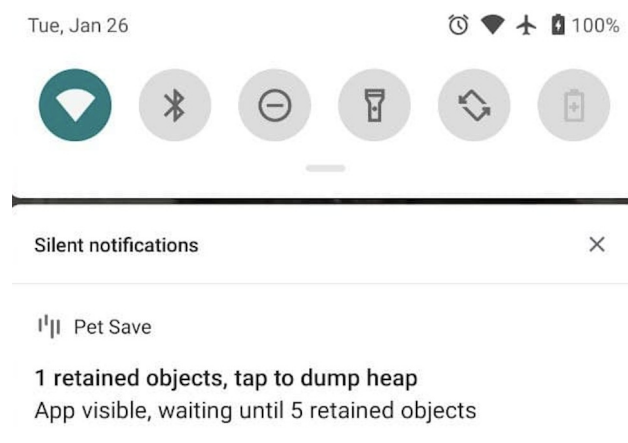 Tue, Jan 26 100%
Silent notifications
Pet Save
1 retained objects, tap to dump heap
App visible, waiting until 5 retained objects